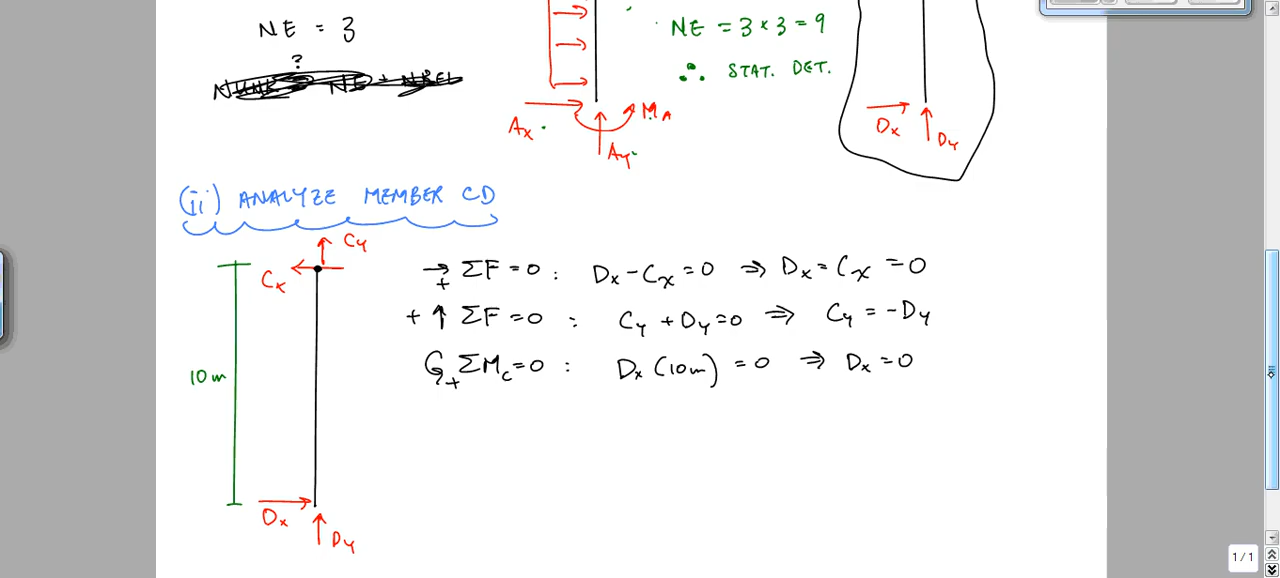 NE = 3
?
NE = 3 × 3 = 9
∴ STAT. DET.
Ax
MA
Ay
Dx
Dy
(ii) ANALYZE MEMBER CD
Cy
Cx
10m
Dx
Dy
→+ ΣF = 0 : Dx - Cx = 0 ⇒ Dx = Cx = 0
+ ↑ ΣF = 0 : Cy + Dy = 0 ⇒ Cy = - Dy
↺+ ΣMc = 0 : Dx (10m) = 0 ⇒ Dx = 0
1 / 1